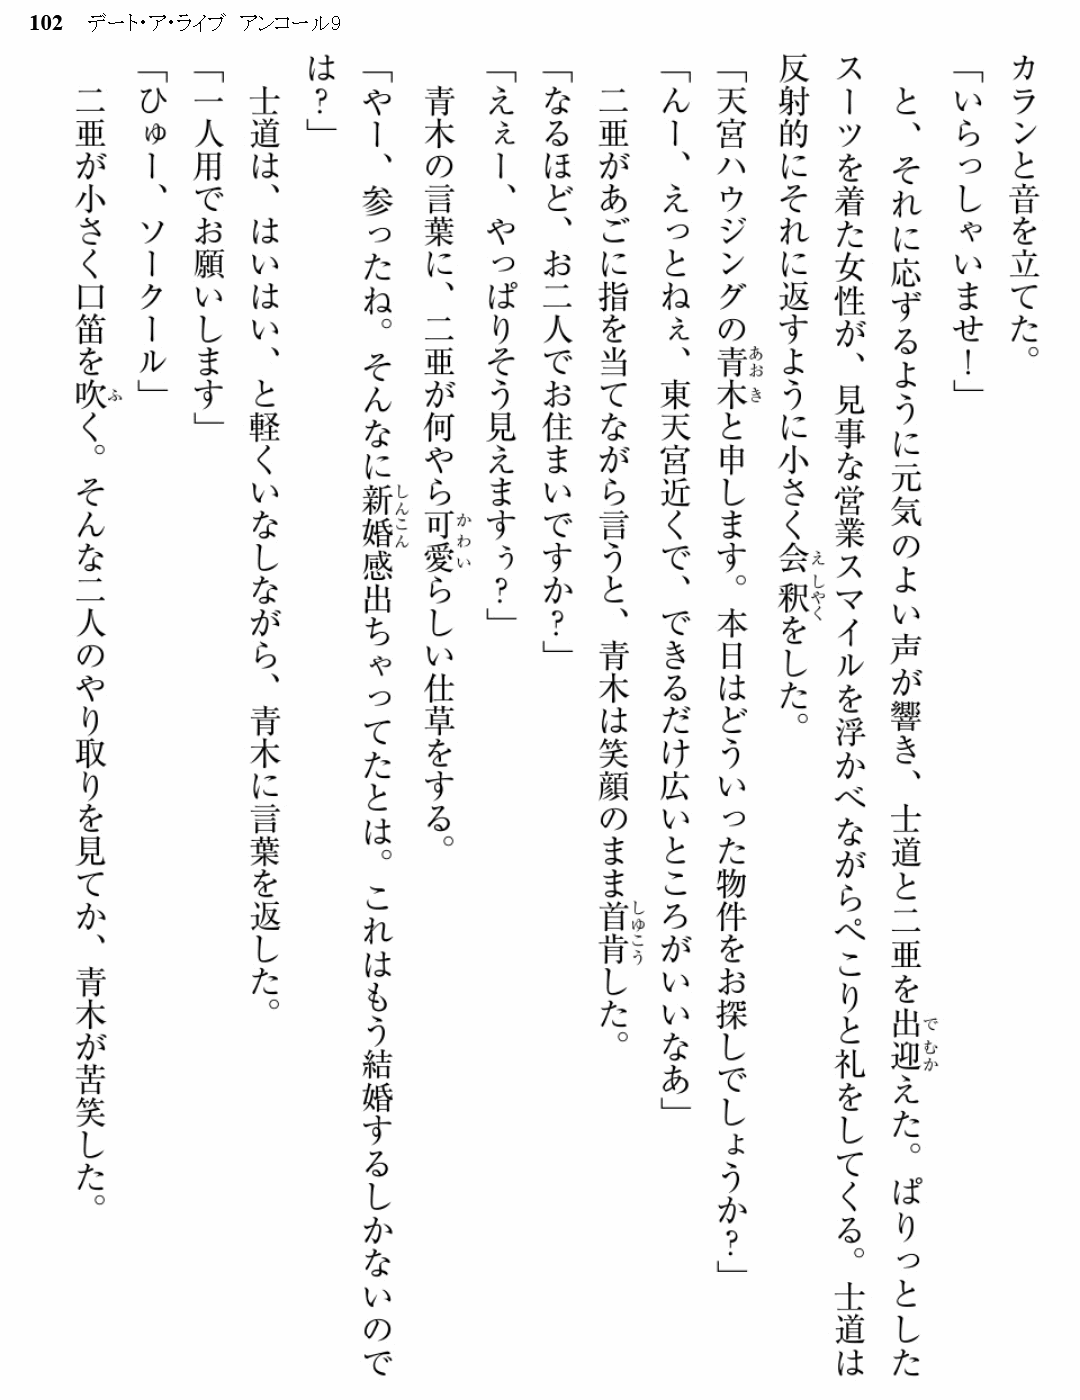 102 デート・ア・ライブ アンコール9
カランと音を立てた。
「いらっしゃいませ！」
と、それに応ずるように元気のよい声が響き、士道と二亜を出迎えた。ぱりっとした
スーツを着た女性が、見事な営業スマイルを浮かべながらぺこりと礼をしてくる。士道は
反射的にそれに返すように小さく会釈をした。
「天宮ハウジングの青木と申します。本日はどういった物件をお探しでしょうか？」
「んー、えっとねぇ、東天宮近くで、できるだけ広いところがいいなあ」
二亜があごに指を当てながら言うと、青木は笑顔のまま首肯した。
「なるほど、お二人でお住まいですか？」
「えぇー、やっぱりそう見えますぅ？」
青木の言葉に、二亜が何やら可愛らしい仕草をする。
「やー、参ったね。そんなに新婚感出ちゃってたとは。これはもう結婚するしかないので
は？」
士道は、はいはい、と軽くいなしながら、青木に言葉を返した。
「一人用でお願いします」
「ひゅー、ソークール」
二亜が小さく口笛を吹く。そんな二人のやり取りを見てか、青木が苦笑した。